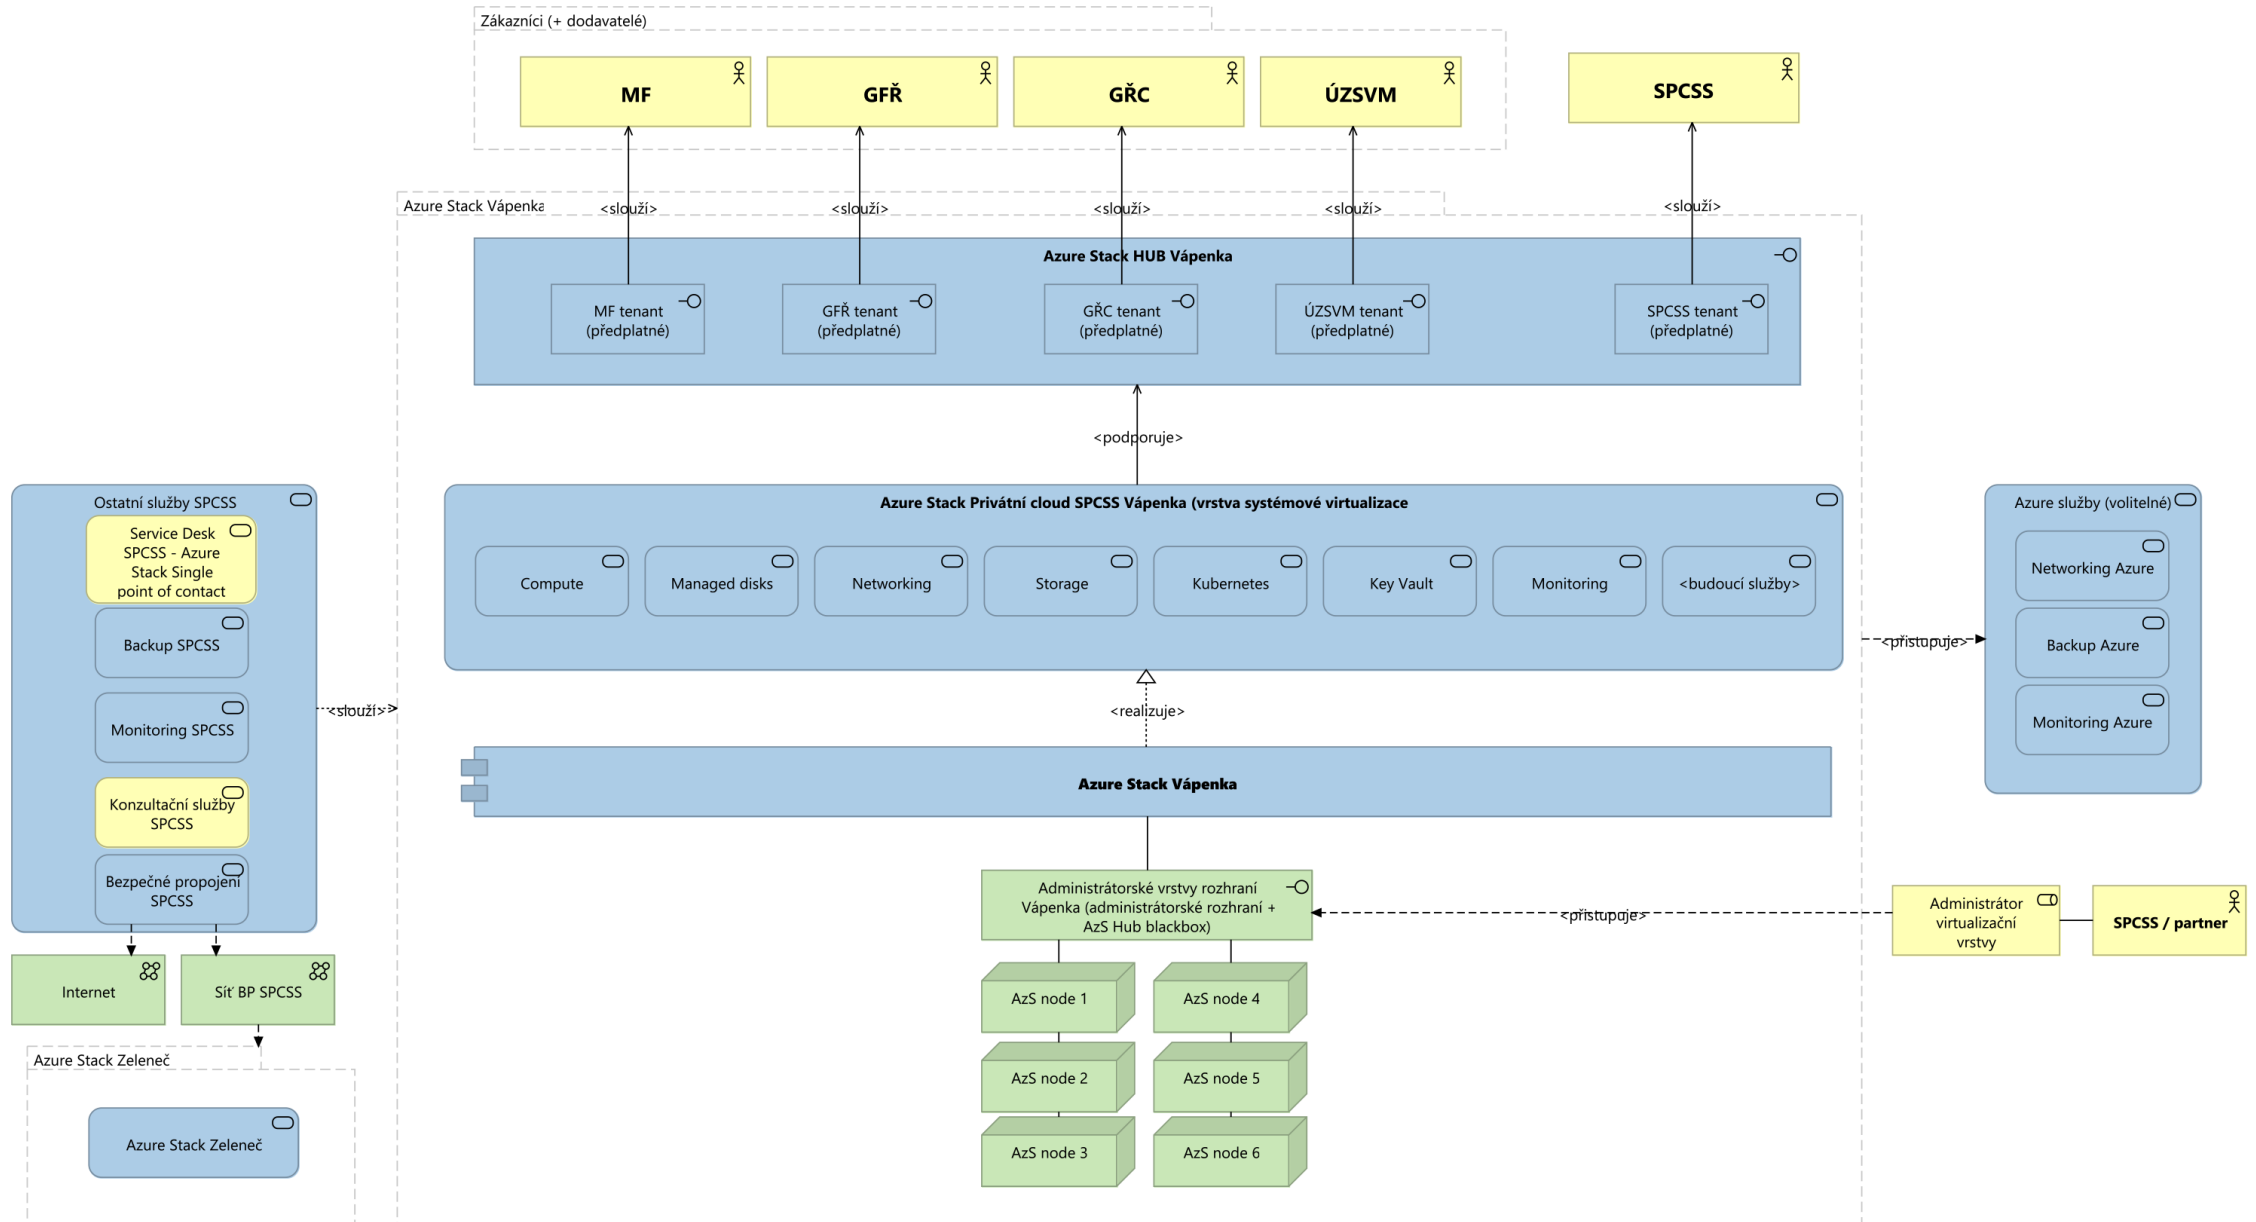 Zákazníci (+ dodavatelé)
MF
GFŘ
GŘC
ÚZSVM
SPCSS
<slouží>
<slouží>
<slouží>
<slouží>
<slouží>
Azure Stack Vápenka
Azure Stack HUB Vápenka
MF tenant
(předplatné)
GFŘ tenant
(předplatné)
GŘC tenant
(předplatné)
ÚZSVM tenant
(předplatné)
SPCSS tenant
(předplatné)
<podporuje>
Ostatní služby SPCSS
Service Desk
SPCSS - Azure
Stack Single
point of contact
Backup SPCSS
Monitoring SPCSS
Konzultační služby
SPCSS
Bezpečné propojení
SPCSS
<slouží>
Azure Stack Privátní cloud SPCSS Vápenka (vrstva systémové virtualizace
Compute
Managed disks
Networking
Storage
Kubernetes
Key Vault
Monitoring
<budoucí služby>
<přistupuje>
Azure služby (volitelné)
Networking Azure
Backup Azure
Monitoring Azure
<realizuje>
Azure Stack Vápenka
Administrátorské vrstvy rozhraní
Vápenka (administrátorské rozhraní +
AzS Hub blackbox)
<přistupuje>
Administrátor
virtualizační
vrstvy
SPCSS / partner
Internet
Síť BP SPCSS
AzS node 1
AzS node 4
AzS node 2
AzS node 5
AzS node 3
AzS node 6
Azure Stack Zeleneč
Azure Stack Zeleneč